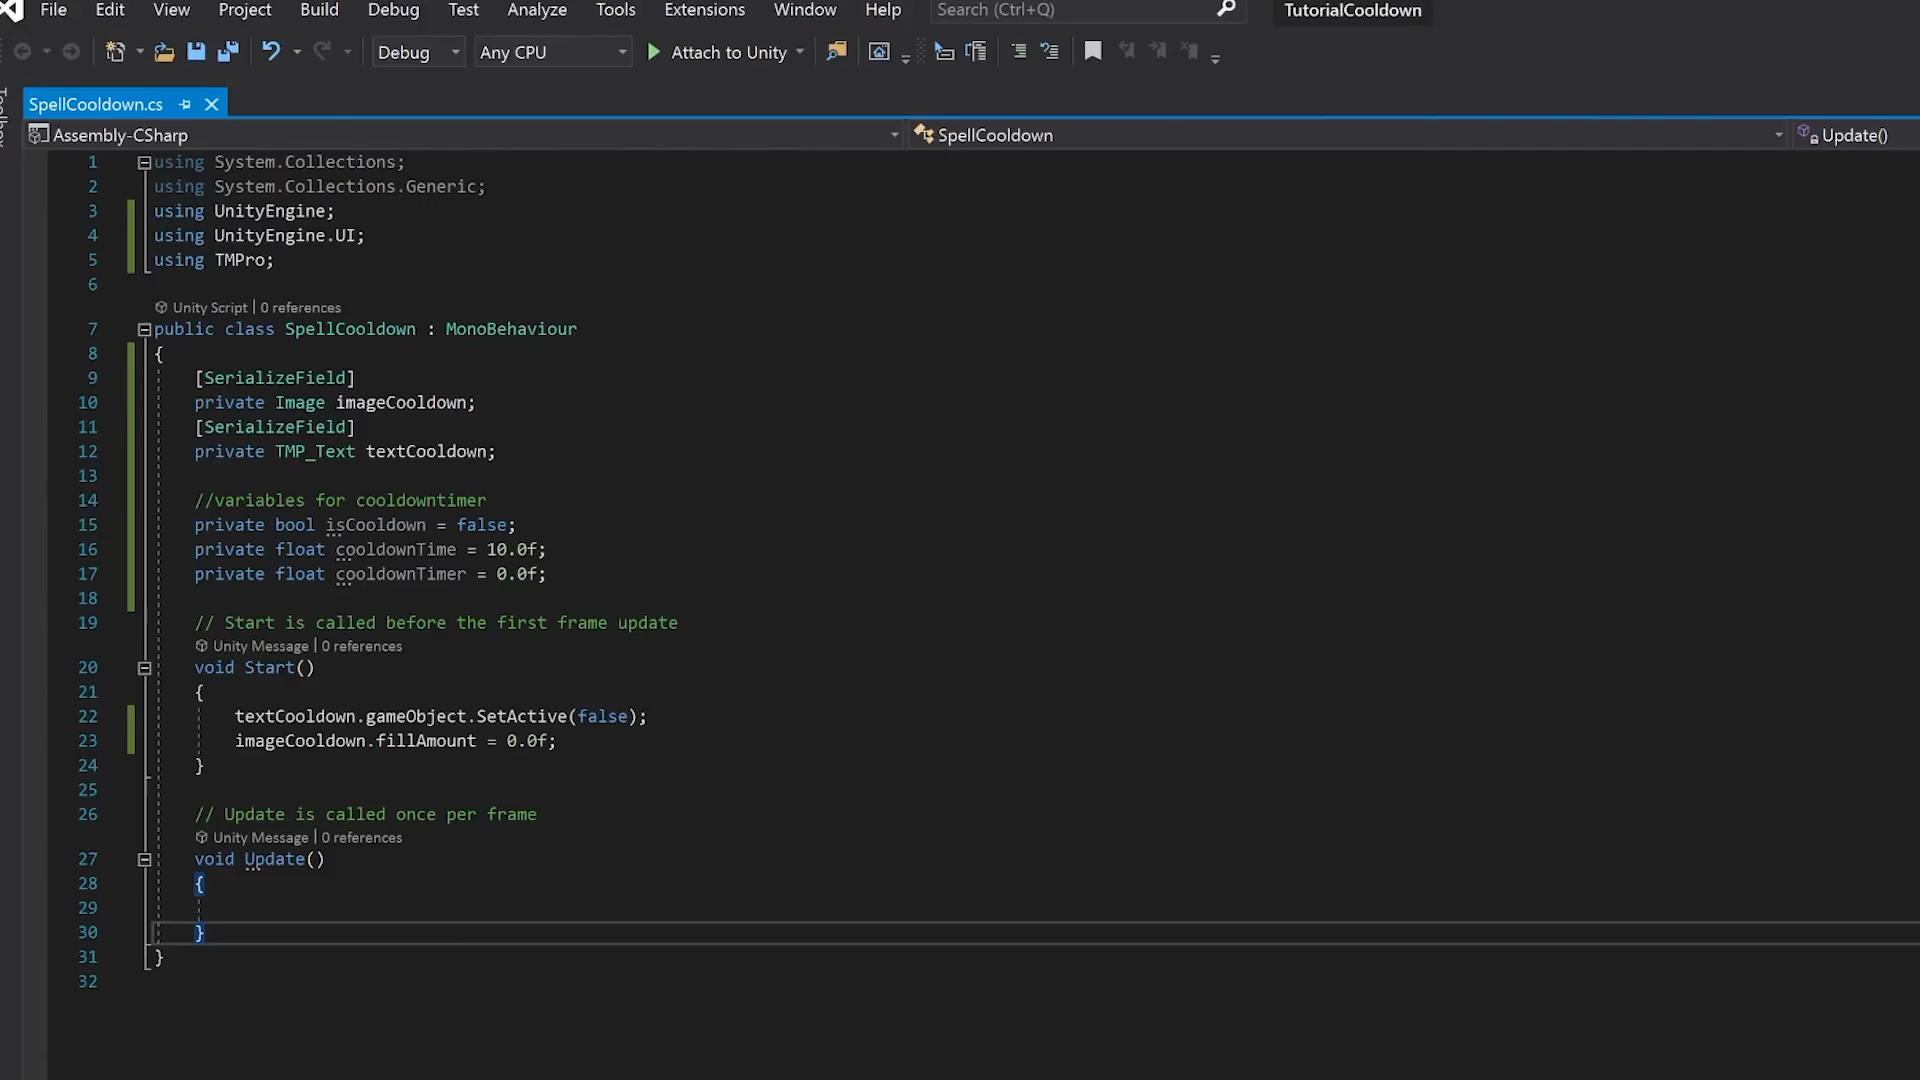 File Edit View Project Build Debug Test Analyze Tools Extensions Window Help Search (Ctrl+Q) TutorialCooldown
Debug Any CPU Attach to Unity
Toolbox
SpellCooldown.cs
Assembly-CSharp SpellCooldown Update()
1 using System.Collections;
2 using System.Collections.Generic;
3 using UnityEngine;
4 using UnityEngine.UI;
5 using TMPro;
6
Unity Script | 0 references
7 public class SpellCooldown : MonoBehaviour
8 {
9 [SerializeField]
10 private Image imageCooldown;
11 [SerializeField]
12 private TMP_Text textCooldown;
13
14 //variables for cooldowntimer
15 private bool isCooldown = false;
16 private float cooldownTime = 10.0f;
17 private float cooldownTimer = 0.0f;
18
19 // Start is called before the first frame update
Unity Message | 0 references
20 void Start()
21 {
22 textCooldown.gameObject.SetActive(false);
23 imageCooldown.fillAmount = 0.0f;
24 }
25
26 // Update is called once per frame
Unity Message | 0 references
27 void Update()
28 {
29
30 }
31 }
32